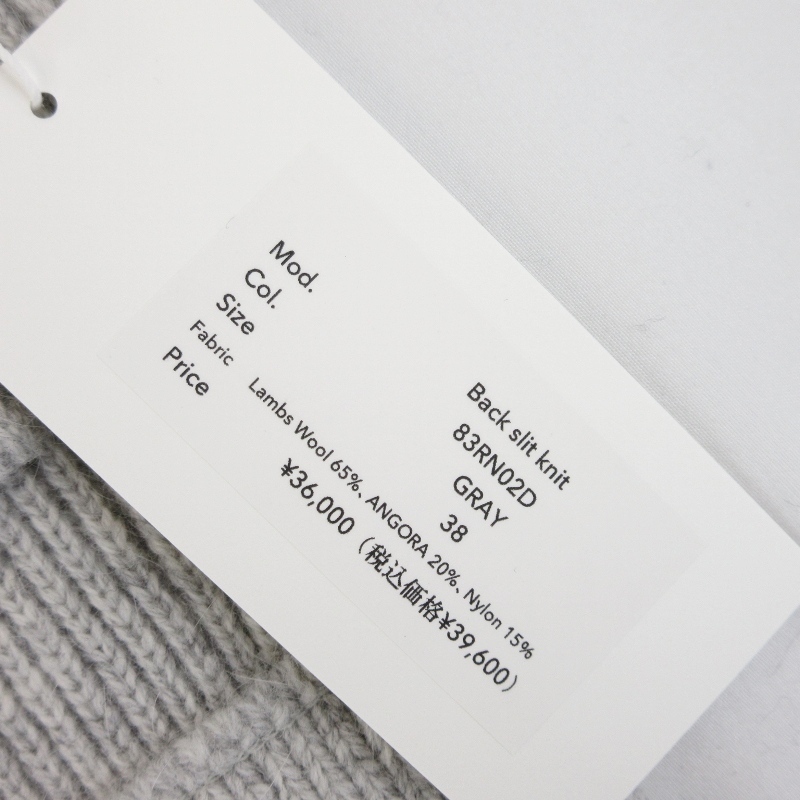 Back slit knit
Mod. 83RN02D
Col. GRAY
Size 38
Fabric Lambs Wool 65%、ANGORA 20%、Nylon 15%
Price ¥36,000（税込価格¥39,600）